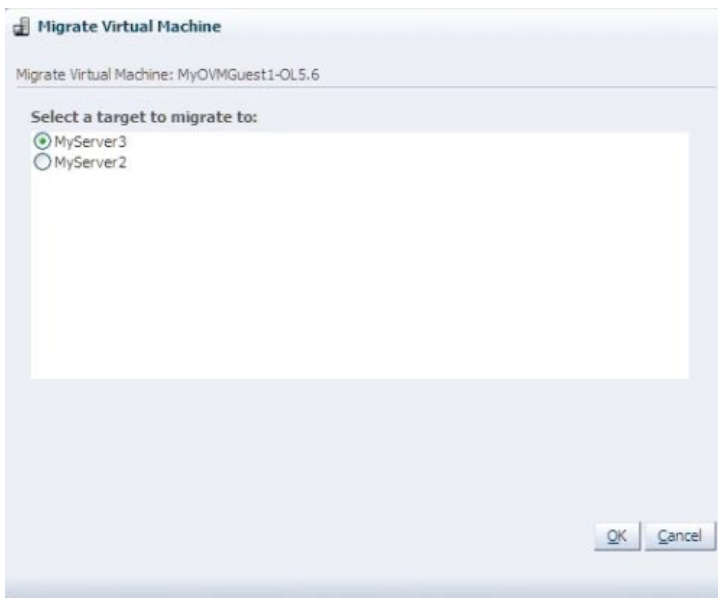 Migrate Virtual Machine
Migrate Virtual Machine: MyOVMGuest1-OL5.6
Select a target to migrate to:
MyServer3
MyServer2
OK Cancel